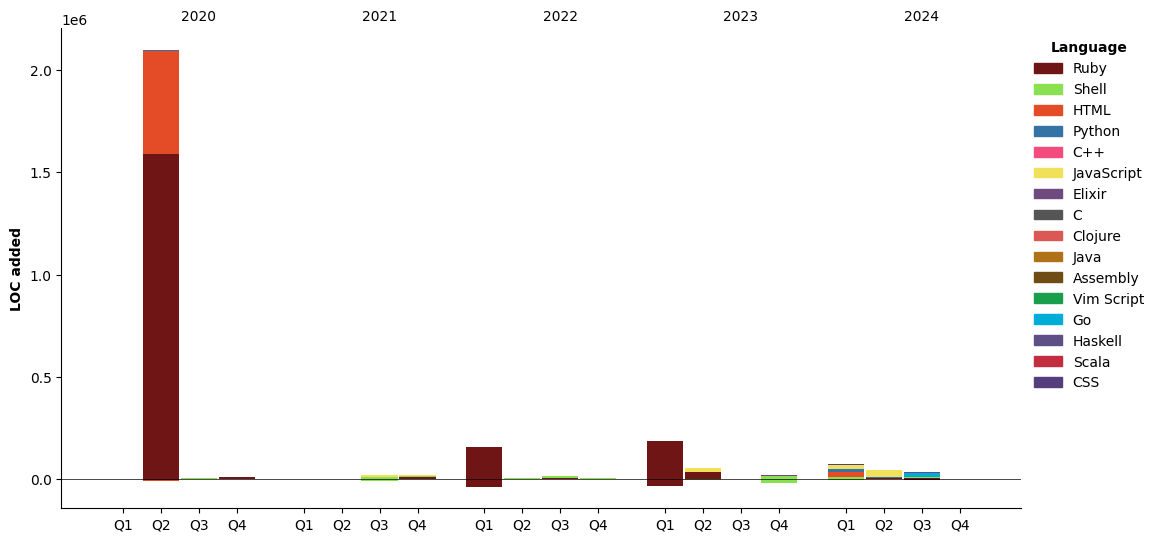 1e6
2020 2021 2022 2023 2024
2.0
1.5
1.0
0.5
0.0
LOC added
Q1 Q2 Q3 Q4 Q1 Q2 Q3 Q4 Q1 Q2 Q3 Q4 Q1 Q2 Q3 Q4 Q1 Q2 Q3 Q4
Language
Ruby
Shell
HTML
Python
C++
JavaScript
Elixir
C
Clojure
Java
Assembly
Vim Script
Go
Haskell
Scala
CSS